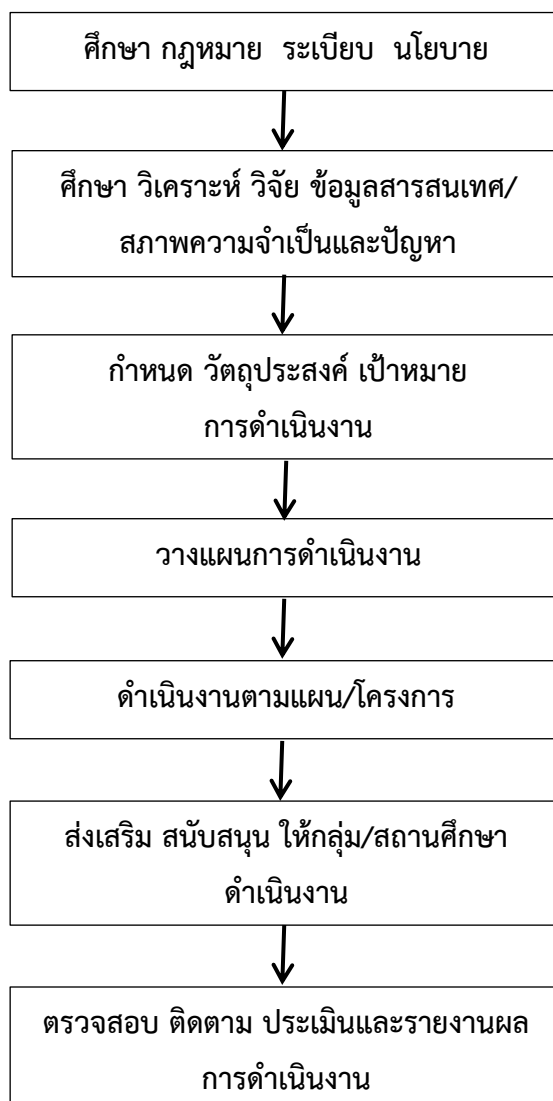 ศึกษา กฎหมาย ระเบียบ นโยบาย
ศึกษา วิเคราะห์ วิจัย ข้อมูลสารสนเทศ/
สภาพความจำเป็นและปัญหา
กำหนด วัตถุประสงค์ เป้าหมาย
การดำเนินงาน
วางแผนการดำเนินงาน
ดำเนินงานตามแผน/โครงการ
ส่งเสริม สนับสนุน ให้กลุ่ม/สถานศึกษา
ดำเนินงาน
ตรวจสอบ ติดตาม ประเมินและรายงานผล
การดำเนินงาน